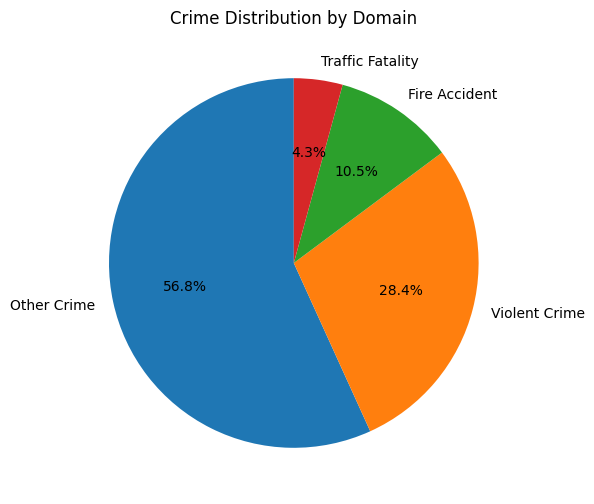 Crime Distribution by Domain
Traffic Fatality
Fire Accident
4.3%
10.5%
56.8%
28.4%
Other Crime
Violent Crime